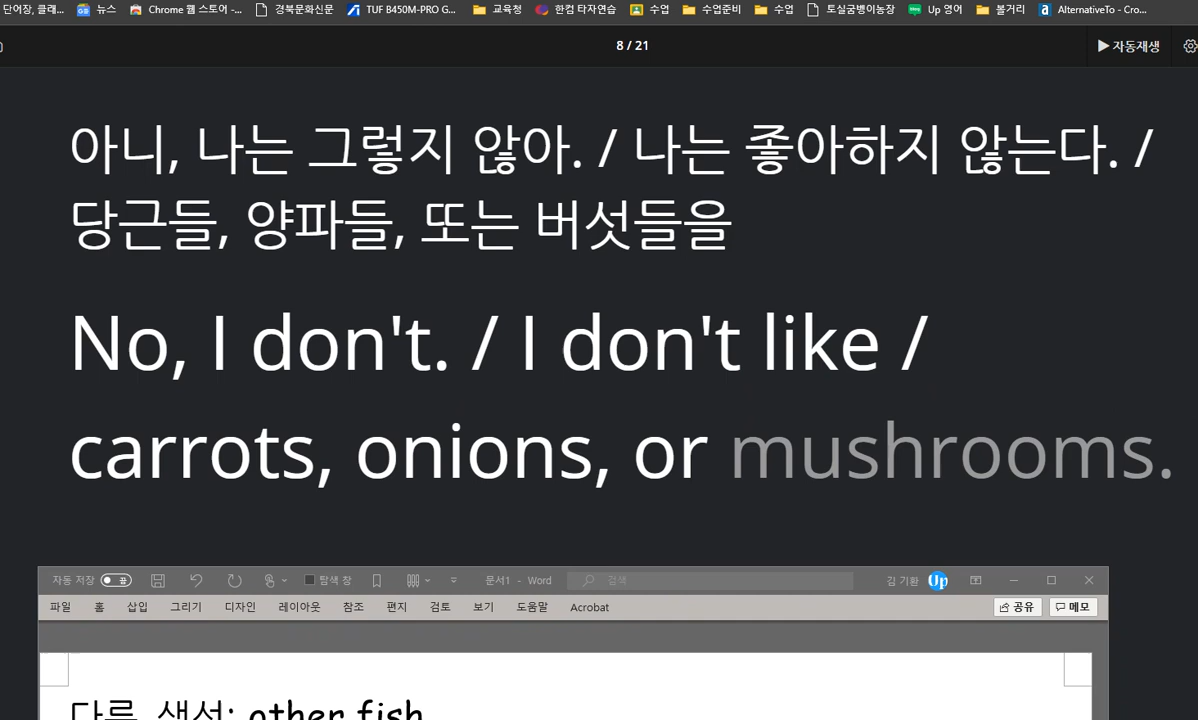 단어장, 클래... 뉴스 Chrome 웹 스토어 -... 경북문화신문 TUF B450M-PRO G... 교육청 한컴 타자연습 수업 수업준비 수업 토실굼벵이농장 Up 영어 볼거리 AlternativeTo - Cro...
8 / 21 ▶ 자동재생
아니, 나는 그렇지 않아. / 나는 좋아하지 않는다. /
당근들, 양파들, 또는 버섯들을
No, I don't. / I don't like /
carrots, onions, or mushrooms.
자동 저장 끔 탐색 창 문서1 - Word 검색 김 기환 Up
파일 홈 삽입 그리기 디자인 레이아웃 참조 편지 검토 보기 도움말 Acrobat 공유 메모
다른 생선: other fish